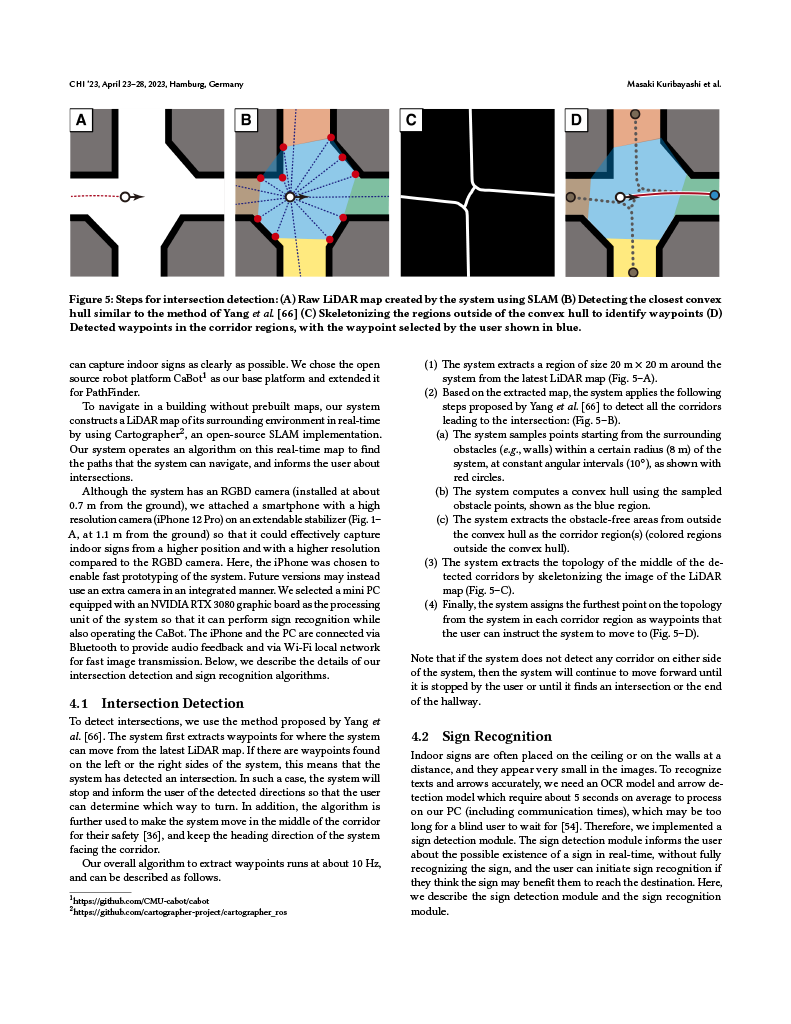 CHI '23, April 23–28, 2023, Hamburg, Germany
Masaki Kuribayashi et al.
A
B
C
D
Figure 5: Steps for intersection detection: (A) Raw LiDAR map created by the system using SLAM (B) Detecting the closest convex
hull similar to the method of Yang et al. [66] (C) Skeletonizing the regions outside of the convex hull to identify waypoints (D)
Detected waypoints in the corridor regions, with the waypoint selected by the user shown in blue.
can capture indoor signs as clearly as possible. We chose the open
source robot platform CaBot1 as our base platform and extended it
for PathFinder.
To navigate in a building without prebuilt maps, our system
constructs a LiDAR map of its surrounding environment in real-time
by using Cartographer2, an open-source SLAM implementation.
Our system operates an algorithm on this real-time map to find
the paths that the system can navigate, and informs the user about
intersections.
Although the system has an RGBD camera (installed at about
0.7 m from the ground), we attached a smartphone with a high
resolution camera (iPhone 12 Pro) on an extendable stabilizer (Fig. 1–
A, at 1.1 m from the ground) so that it could effectively capture
indoor signs from a higher position and with a higher resolution
compared to the RGBD camera. Here, the iPhone was chosen to
enable fast prototyping of the system. Future versions may instead
use an extra camera in an integrated manner. We selected a mini PC
equipped with an NVIDIA RTX 3080 graphic board as the processing
unit of the system so that it can perform sign recognition while
also operating the CaBot. The iPhone and the PC are connected via
Bluetooth to provide audio feedback and via Wi-Fi local network
for fast image transmission. Below, we describe the details of our
intersection detection and sign recognition algorithms.
4.1 Intersection Detection
To detect intersections, we use the method proposed by Yang et
al. [66]. The system first extracts waypoints for where the system
can move from the latest LiDAR map. If there are waypoints found
on the left or the right sides of the system, this means that the
system has detected an intersection. In such a case, the system will
stop and inform the user of the detected directions so that the user
can determine which way to turn. In addition, the algorithm is
further used to make the system move in the middle of the corridor
for their safety [36], and keep the heading direction of the system
facing the corridor.
Our overall algorithm to extract waypoints runs at about 10 Hz,
and can be described as follows.
1https://github.com/CMU-cabot/cabot
2https://github.com/cartographer-project/cartographer_ros
(1) The system extracts a region of size 20 m × 20 m around the
system from the latest LiDAR map (Fig. 5–A).
(2) Based on the extracted map, the system applies the following
steps proposed by Yang et al. [66] to detect all the corridors
leading to the intersection: (Fig. 5–B).
(a) The system samples points starting from the surrounding
obstacles (e.g., walls) within a certain radius (8 m) of the
system, at constant angular intervals (10°), as shown with
red circles.
(b) The system computes a convex hull using the sampled
obstacle points, shown as the blue region.
(c) The system extracts the obstacle-free areas from outside
the convex hull as the corridor region(s) (colored regions
outside the convex hull).
(3) The system extracts the topology of the middle of the de-
tected corridors by skeletonizing the image of the LiDAR
map (Fig. 5–C).
(4) Finally, the system assigns the furthest point on the topology
from the system in each corridor region as waypoints that
the user can instruct the system to move to (Fig. 5–D).
Note that if the system does not detect any corridor on either side
of the system, then the system will continue to move forward until
it is stopped by the user or until it finds an intersection or the end
of the hallway.
4.2 Sign Recognition
Indoor signs are often placed on the ceiling or on the walls at a
distance, and they appear very small in the images. To recognize
texts and arrows accurately, we need an OCR model and arrow de-
tection model which require about 5 seconds on average to process
on our PC (including communication times), which may be too
long for a blind user to wait for [54]. Therefore, we implemented a
sign detection module. The sign detection module informs the user
about the possible existence of a sign in real-time, without fully
recognizing the sign, and the user can initiate sign recognition if
they think the sign may benefit them to reach the destination. Here,
we describe the sign detection module and the sign recognition
module.